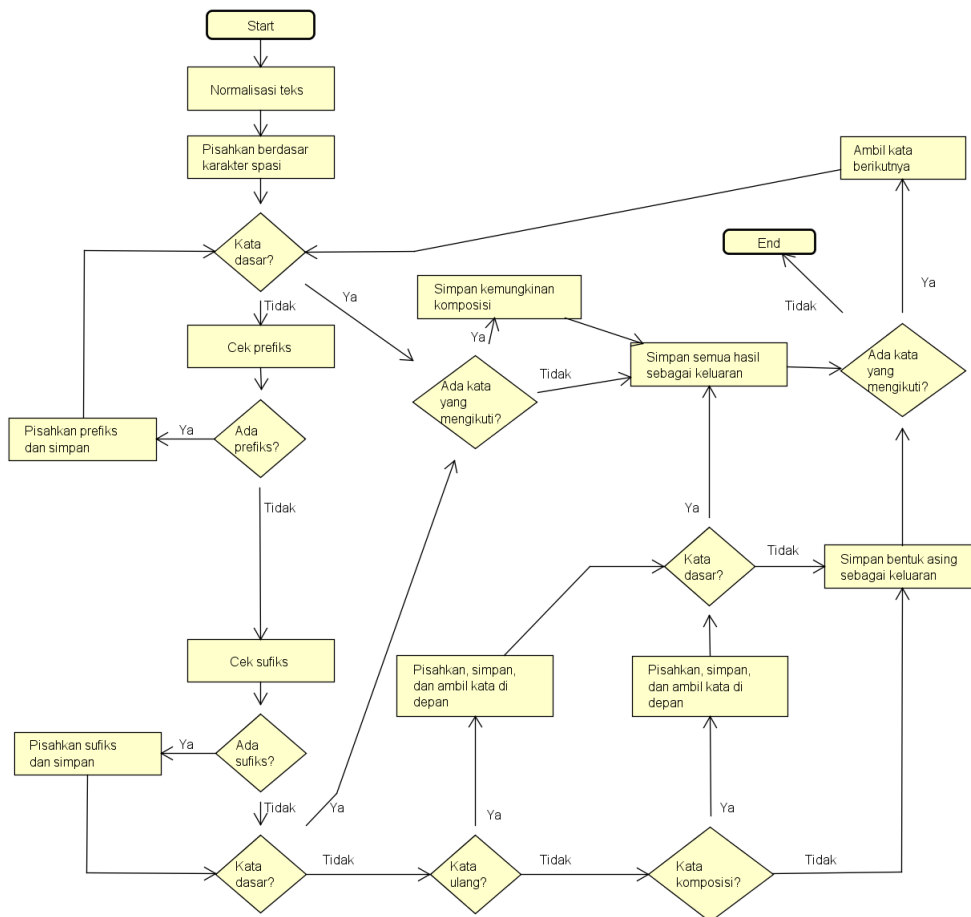 Start
Normalisasi teks
Pisahkan berdasar
karakter spasi
Ambil kata
berikutnya
Kata
dasar?
End
Ya
Tidak
Simpan kemungkinan
komposisi
Ya
Tidak
Cek prefiks
Ya
Simpan semua hasil
sebagai keluaran
Ada kata
yang
mengikuti?
Tidak
Ada kata
yang
mengikuti?
Pisahkan prefiks
dan simpan
Ya
Ada
prefiks?
Tidak
Ya
Kata
dasar?
Tidak
Simpan bentuk asing
sebagai keluaran
Cek sufiks
Pisahkan, simpan,
dan ambil kata di
depan
Pisahkan, simpan,
dan ambil kata di
depan
Pisahkan sufiks
dan simpan
Ya
Ada
sufiks?
Tidak
Ya
Ya
Ya
Kata
dasar?
Tidak
Kata
ulang?
Tidak
Kata
komposisi?
Tidak